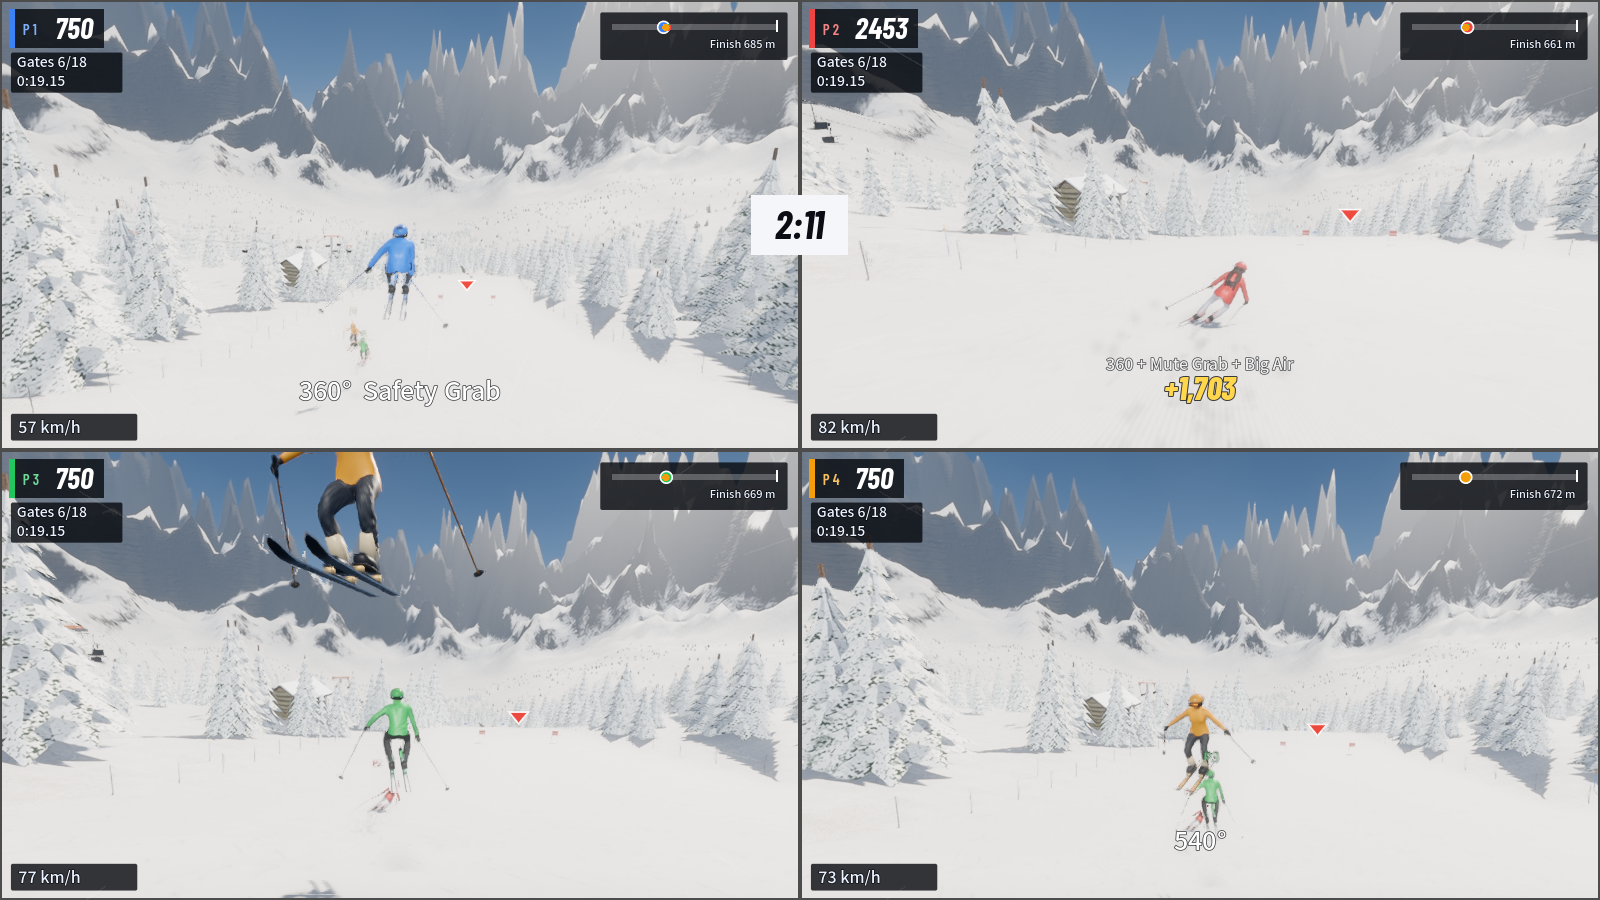 P1 750
Gates 6/18
0:19.15
Finish 685 m
360° Safety Grab
57 km/h
P2 2453
Gates 6/18
0:19.15
Finish 661 m
360 + Mute Grab + Big Air
+1,703
82 km/h
2:11
P3 750
Gates 6/18
0:19.15
Finish 669 m
77 km/h
P4 750
Gates 6/18
0:19.15
Finish 672 m
540°
73 km/h